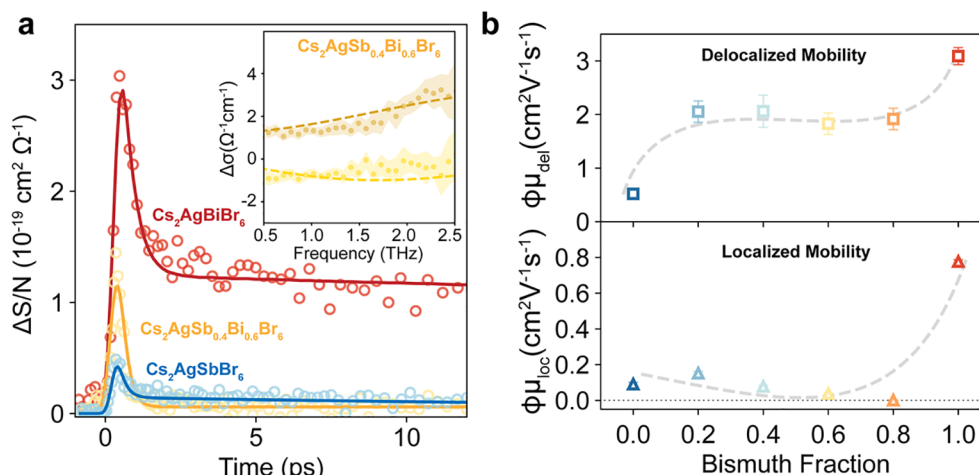 a
ΔS/N (10⁻¹⁹ cm² Ω⁻¹)
3
2
1
0
0
5
10
Time (ps)
Cs₂AgBiBr₆
Cs₂AgSb₀.₄Bi₀.₆Br₆
Cs₂AgSbBr₆
Cs₂AgSb₀.₄Bi₀.₆Br₆
Δσ(Ω⁻¹cm⁻¹)
4
2
0
-2
0.5
1.0
1.5
2.0
2.5
Frequency (THz)
b
Delocalized Mobility
ϕμdel(cm²V⁻¹s⁻¹)
3
2
1
0
Localized Mobility
ϕμloc(cm²V⁻¹s⁻¹)
0.8
0.6
0.4
0.2
0.0
0.0
0.2
0.4
0.6
0.8
1.0
Bismuth Fraction